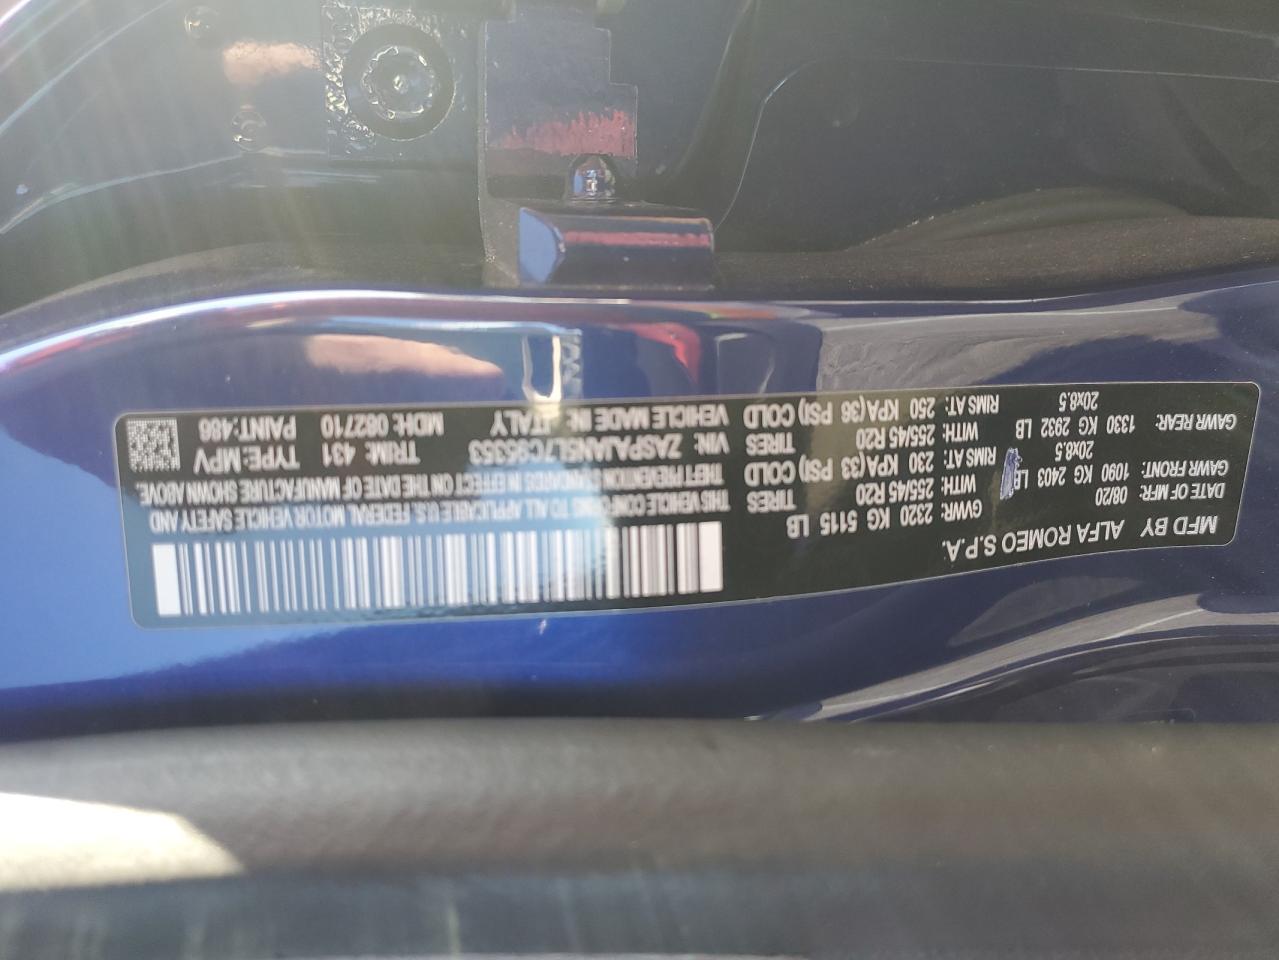 MFD BY ALFA ROMEO S.P.A.
DATE OF MFR: 08/20 GVWR: 2320 KG 5115 LB
GAWR FRONT: 1090 KG 2403 LB WITH: 255/45 R20 TIRES
20x8.5 RIMS AT: 230 KPA(33 PSI) COLD
GAWR REAR: 1330 KG 2932 LB WITH: 255/45 R20 TIRES
20x8.5 RIMS AT: 250 KPA(36 PSI) COLD
THIS VEHICLE CONFORMS TO ALL APPLICABLE U.S. FEDERAL MOTOR VEHICLE SAFETY AND
THEFT PREVENTION STANDARDS IN EFFECT ON THE DATE OF MANUFACTURE SHOWN ABOVE.
VIN: ZASPAJAN5L7C95353 TRIM: 431 TYPE: MPV
VEHICLE MADE IN: ITALY MDH: 082710 PAINT:486